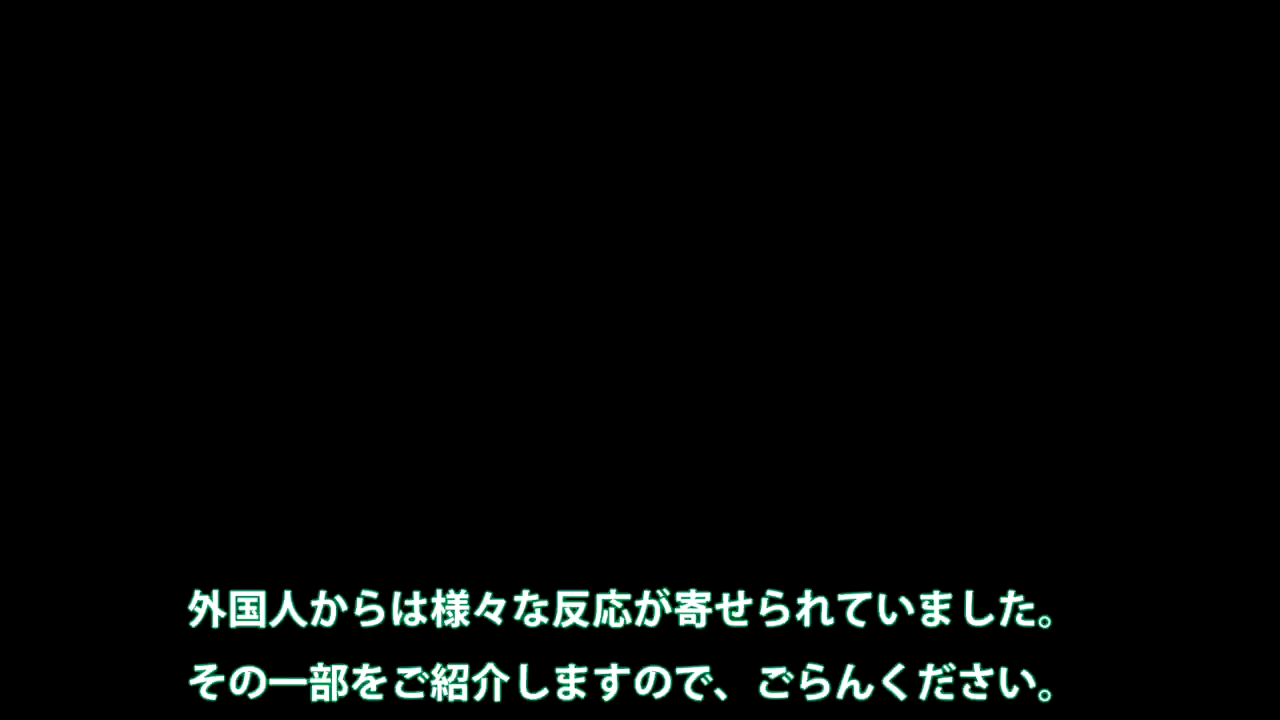 外国人からは様々な反応が寄せられていました。
その一部をご紹介しますので、ごらんください。